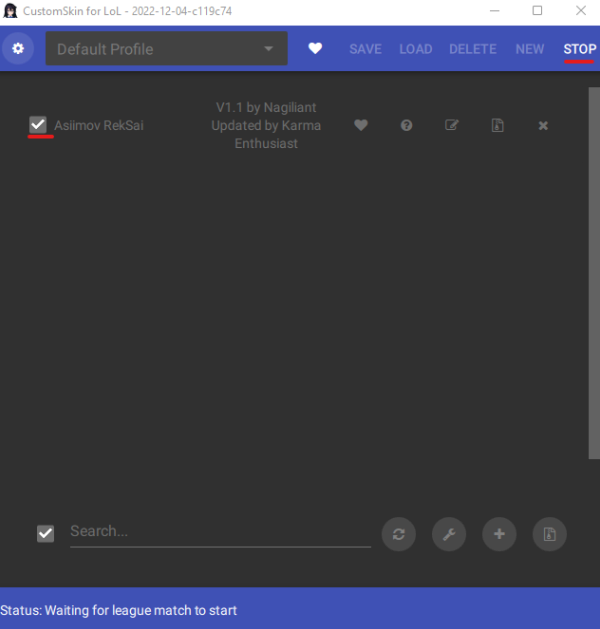 CustomSkin for LoL - 2022-12-04-c119c74
Default Profile
SAVE LOAD DELETE NEW STOP
Asiimov RekSai
V1.1 by Nagiliant
Updated by Karma
Enthusiast
Search...
Status: Waiting for league match to start